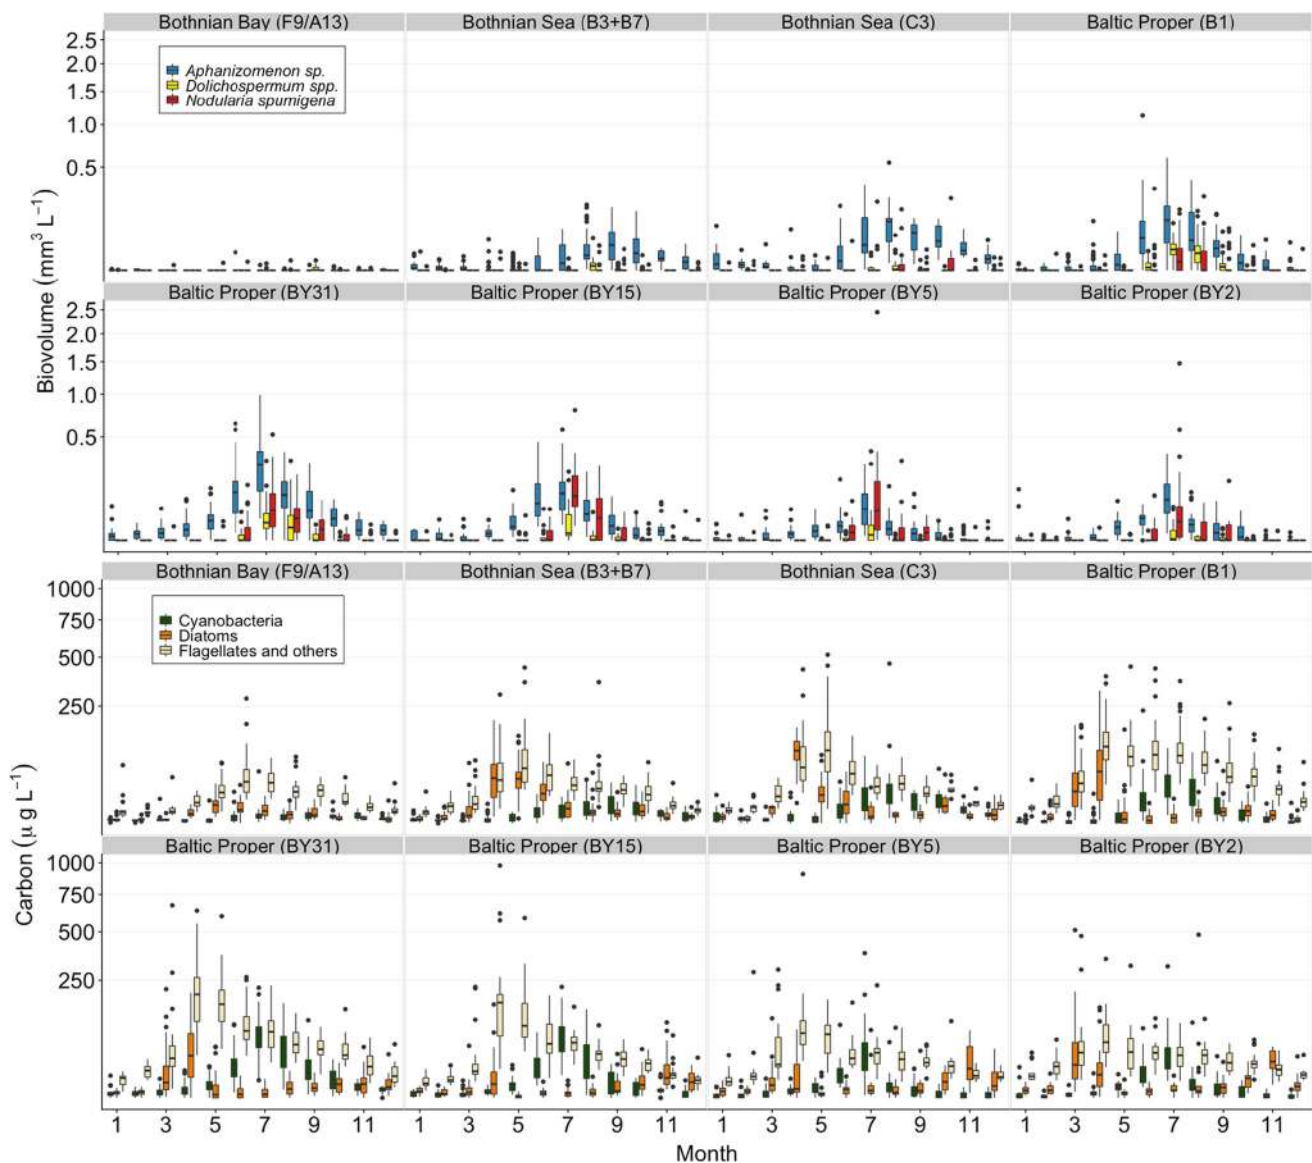 Bothnian Bay (F9/A13) Bothnian Sea (B3+B7) Bothnian Sea (C3) Baltic Proper (B1)
2.5
2.0
1.5
1.0
0.5
Aphanizomenon sp.
Dolichospermum spp.
Nodularia spumigena
Biovolume (mm³ L⁻¹)
Baltic Proper (BY31) Baltic Proper (BY15) Baltic Proper (BY5) Baltic Proper (BY2)
2.5
2.0
1.5
1.0
0.5
Bothnian Bay (F9/A13) Bothnian Sea (B3+B7) Bothnian Sea (C3) Baltic Proper (B1)
1000
750
500
250
Cyanobacteria
Diatoms
Flagellates and others
Carbon (μ g L⁻¹)
Baltic Proper (BY31) Baltic Proper (BY15) Baltic Proper (BY5) Baltic Proper (BY2)
1000
750
500
250
1 3 5 7 9 11 1 3 5 7 9 11 1 3 5 7 9 11 1 3 5 7 9 11
Month